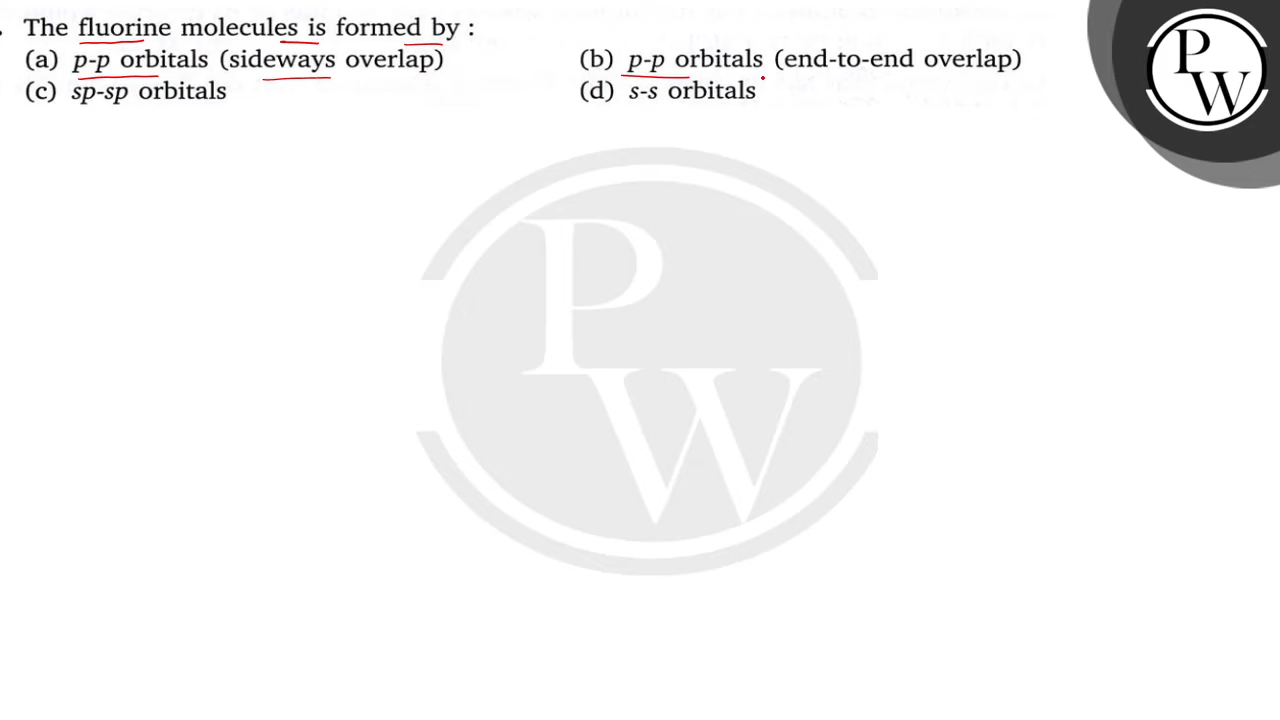 The fluorine molecules is formed by :
(a) p-p orbitals (sideways overlap) (b) p-p orbitals (end-to-end overlap)
(c) sp-sp orbitals (d) s-s orbitals
P
W
P
W